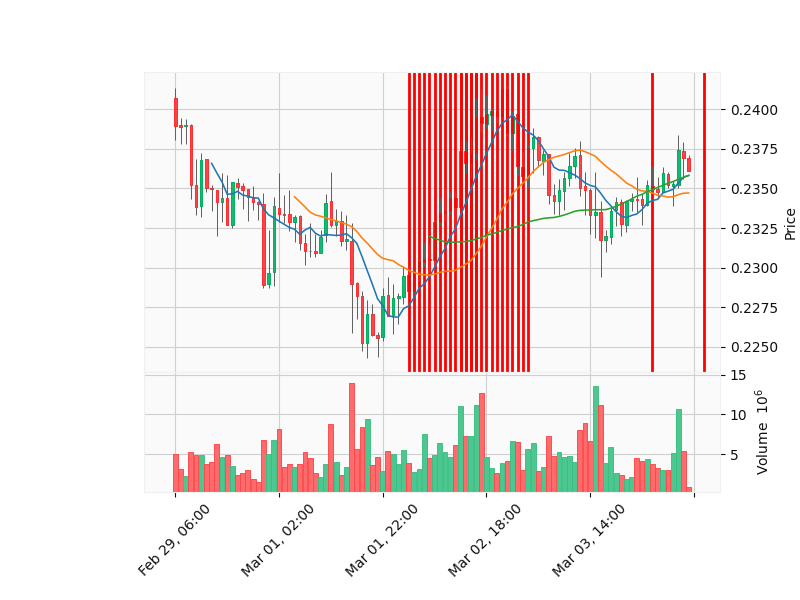 0.2400
0.2375
0.2350
0.2325
0.2300
0.2275
0.2250
Price
15
10
5
Volume 10⁶
Feb 29, 06:00
Mar 01, 02:00
Mar 01, 22:00
Mar 02, 18:00
Mar 03, 14:00